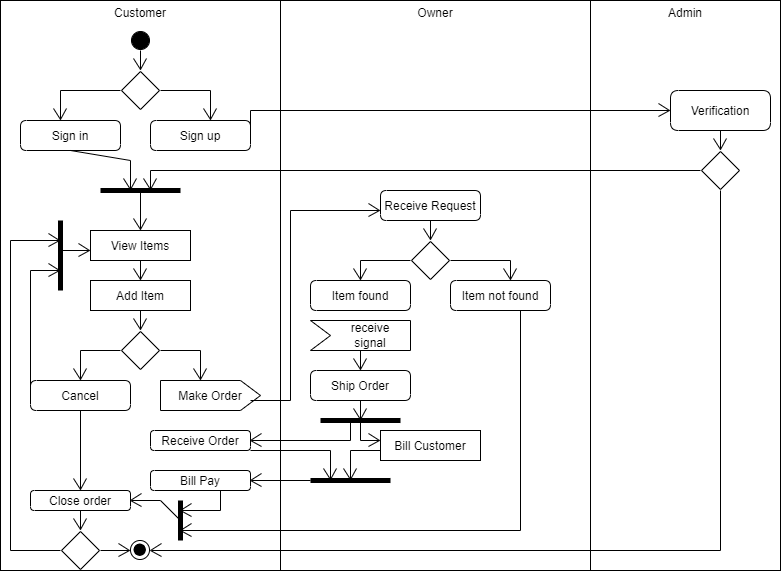 Customer
Owner
Admin
Sign in
Sign up
Verification
Receive Request
View Items
Add Item
Item found
Item not found
receive
signal
Cancel
Make Order
Ship Order
Receive Order
Bill Customer
Bill Pay
Close order